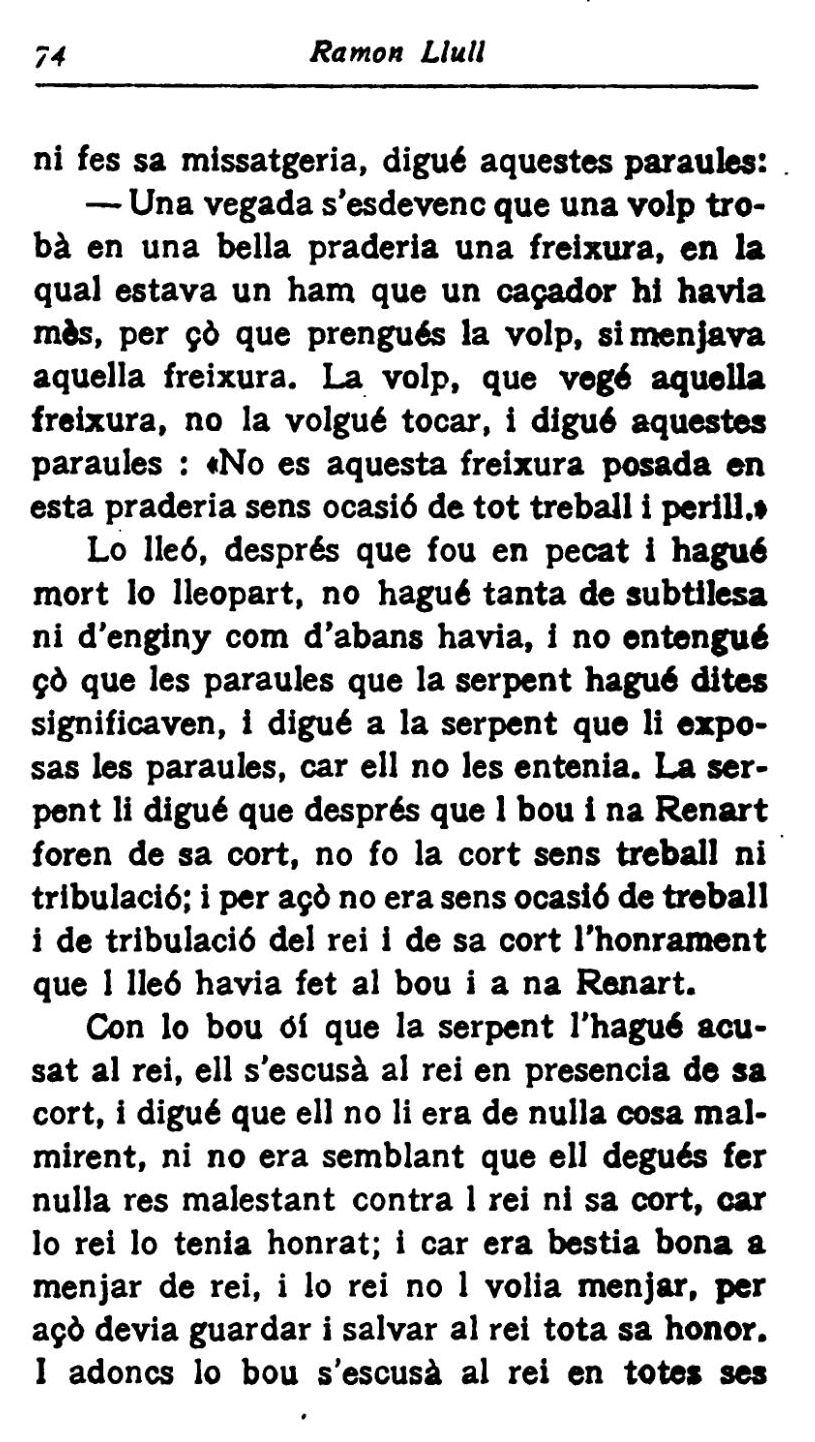 74 Ramon Llull
ni fes sa missatgeria, digué aquestes paraules:
— Una vegada s'esdevenc que una volp tro-
bà en una bella praderia una freixura, en la
qual estava un ham que un caçador hi havia
mès, per çò que prengués la volp, si menjava
aquella freixura. La volp, que vegé aquella
freixura, no la volgué tocar, i digué aquestes
paraules : «No es aquesta freixura posada en
esta praderia sens ocasió de tot treball i perill.»
Lo lleó, després que fou en pecat i hagué
mort lo lleopart, no hagué tanta de subtilesa
ni d'enginy com d'abans havia, i no entengué
çò que les paraules que la serpent hagué dites
significaven, i digué a la serpent que li expo-
sas les paraules, car ell no les entenia. La ser-
pent li digué que després que l bou i na Renart
foren de sa cort, no fo la cort sens treball ni
tribulació; i per açò no era sens ocasió de treball
i de tribulació del rei i de sa cort l'honrament
que l lleó havia fet al bou i a na Renart.
Con lo bou óí que la serpent l'hagué acu-
sat al rei, ell s'escusà al rei en presencia de sa
cort, i digué que ell no li era de nulla cosa mal-
mirent, ni no era semblant que ell degués fer
nulla res malestant contra l rei ni sa cort, car
lo rei lo tenia honrat; i car era bestia bona a
menjar de rei, i lo rei no l volia menjar, per
açò devia guardar i salvar al rei tota sa honor.
I adoncs lo bou s'escusà al rei en totes ses